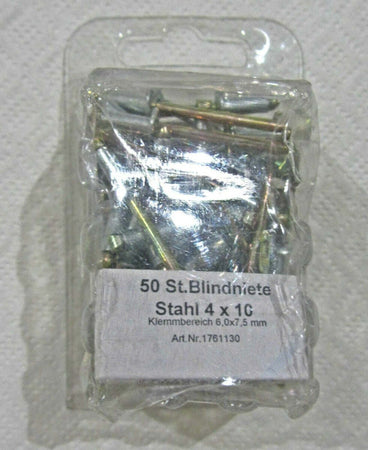 50 St.Blindniete
Stahl 4 x 10
Klemmbereich 6,0x7,5 mm
Art.Nr.1761130